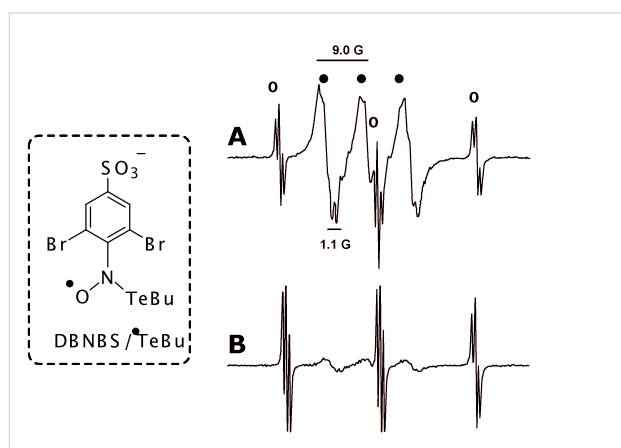 9.0 G
O
O
O
A
1.1 G
SO3−
Br
Br
N
•O
TeBu
DBNBS /•TeBu
B